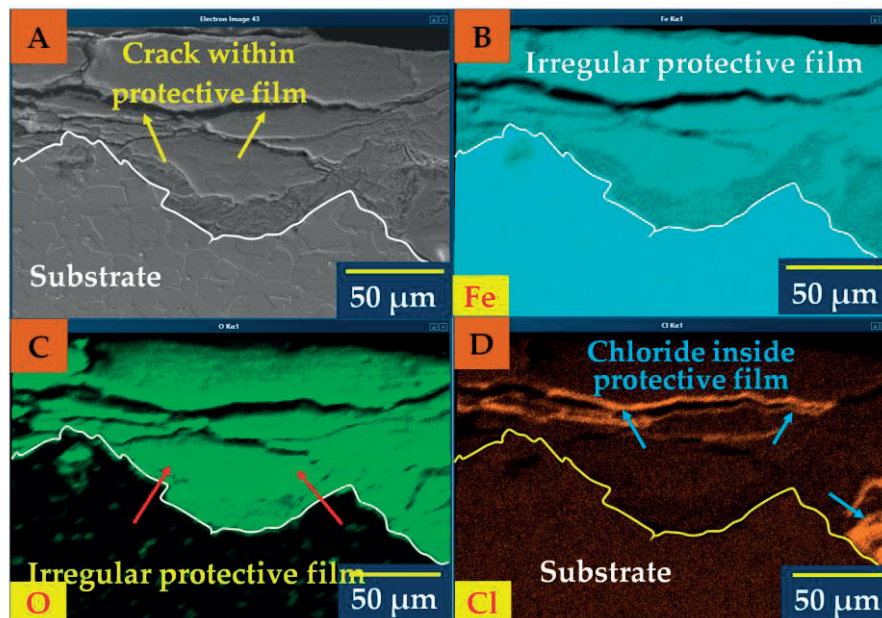 Electron Image 43
A
Crack within
protective film
Substrate
50 μm
Fe Kα1
B
Irregular protective film
Fe
50 μm
O Kα1
C
Irregular protective film
O
50 μm
Cl Kα1
D
Chloride inside
protective film
Substrate
Cl
50 μm